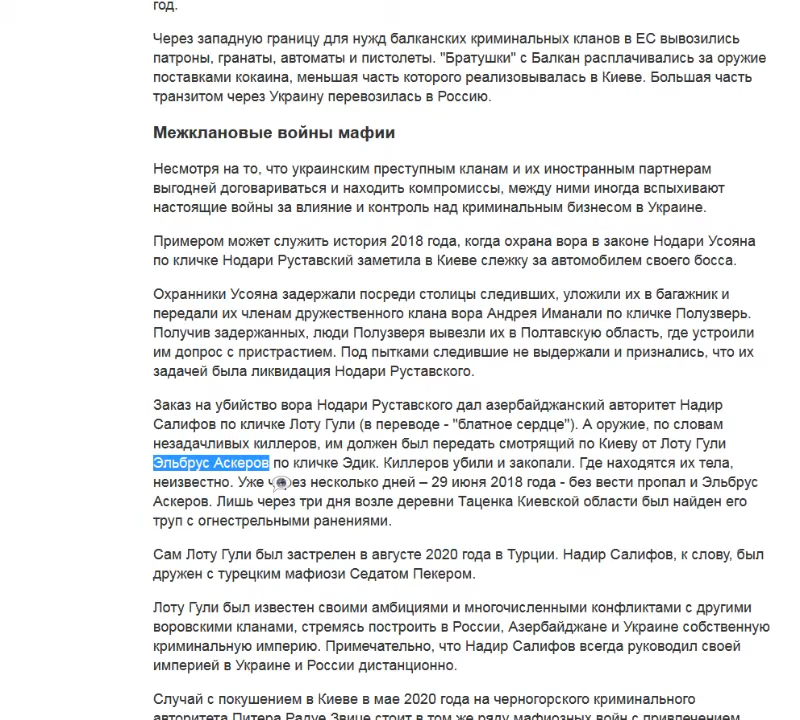 год.
Через западную границу для нужд балканских криминальных кланов в ЕС вывозились
патроны, гранаты, автоматы и пистолеты. "Братушки" с Балкан расплачивались за оружие
поставками кокаина, меньшая часть которого реализовывалась в Киеве. Большая часть
транзитом через Украину перевозилась в Россию.
Межклановые войны мафии
Несмотря на то, что украинским преступным кланам и их иностранным партнерам
выгодней договариваться и находить компромиссы, между ними иногда вспыхивают
настоящие войны за влияние и контроль над криминальным бизнесом в Украине.
Примером может служить история 2018 года, когда охрана вора в законе Нодари Усояна
по кличке Нодари Руставский заметила в Киеве слежку за автомобилем своего босса.
Охранники Усояна задержали посреди столицы следивших, уложили их в багажник и
передали их членам дружественного клана вора Андрея Иманали по кличке Полузверь.
Получив задержанных, люди Полузверя вывезли их в Полтавскую область, где устроили
им допрос с пристрастием. Под пытками следившие не выдержали и признались, что их
задачей была ликвидация Нодари Руставского.
Заказ на убийство вора Нодари Руставского дал азербайджанский авторитет Надир
Салифов по кличке Лоту Гули (в переводе - "блатное сердце"). А оружие, по словам
незадачливых киллеров, им должен был передать смотрящий по Киеву от Лоту Гули
Эльбрус Аскеров по кличке Эдик. Киллеров убили и закопали. Где находятся их тела,
неизвестно. Уже через несколько дней – 29 июня 2018 года - без вести пропал и Эльбрус
Аскеров. Лишь через три дня возле деревни Таценка Киевской области был найден его
труп с огнестрельными ранениями.
Сам Лоту Гули был застрелен в августе 2020 года в Турции. Надир Салифов, к слову, был
дружен с турецким мафиози Седатом Пекером.
Лоту Гули был известен своими амбициями и многочисленными конфликтами с другими
воровскими кланами, стремясь построить в России, Азербайджане и Украине собственную
криминальную империю. Примечательно, что Надир Салифов всегда руководил своей
империей в Украине и России дистанционно.
Случай с покушением в Киеве в мае 2020 года на черногорского криминального
авторитета Питера Радуе Звице стоит в том же ряду мафиозных войн с привлечением